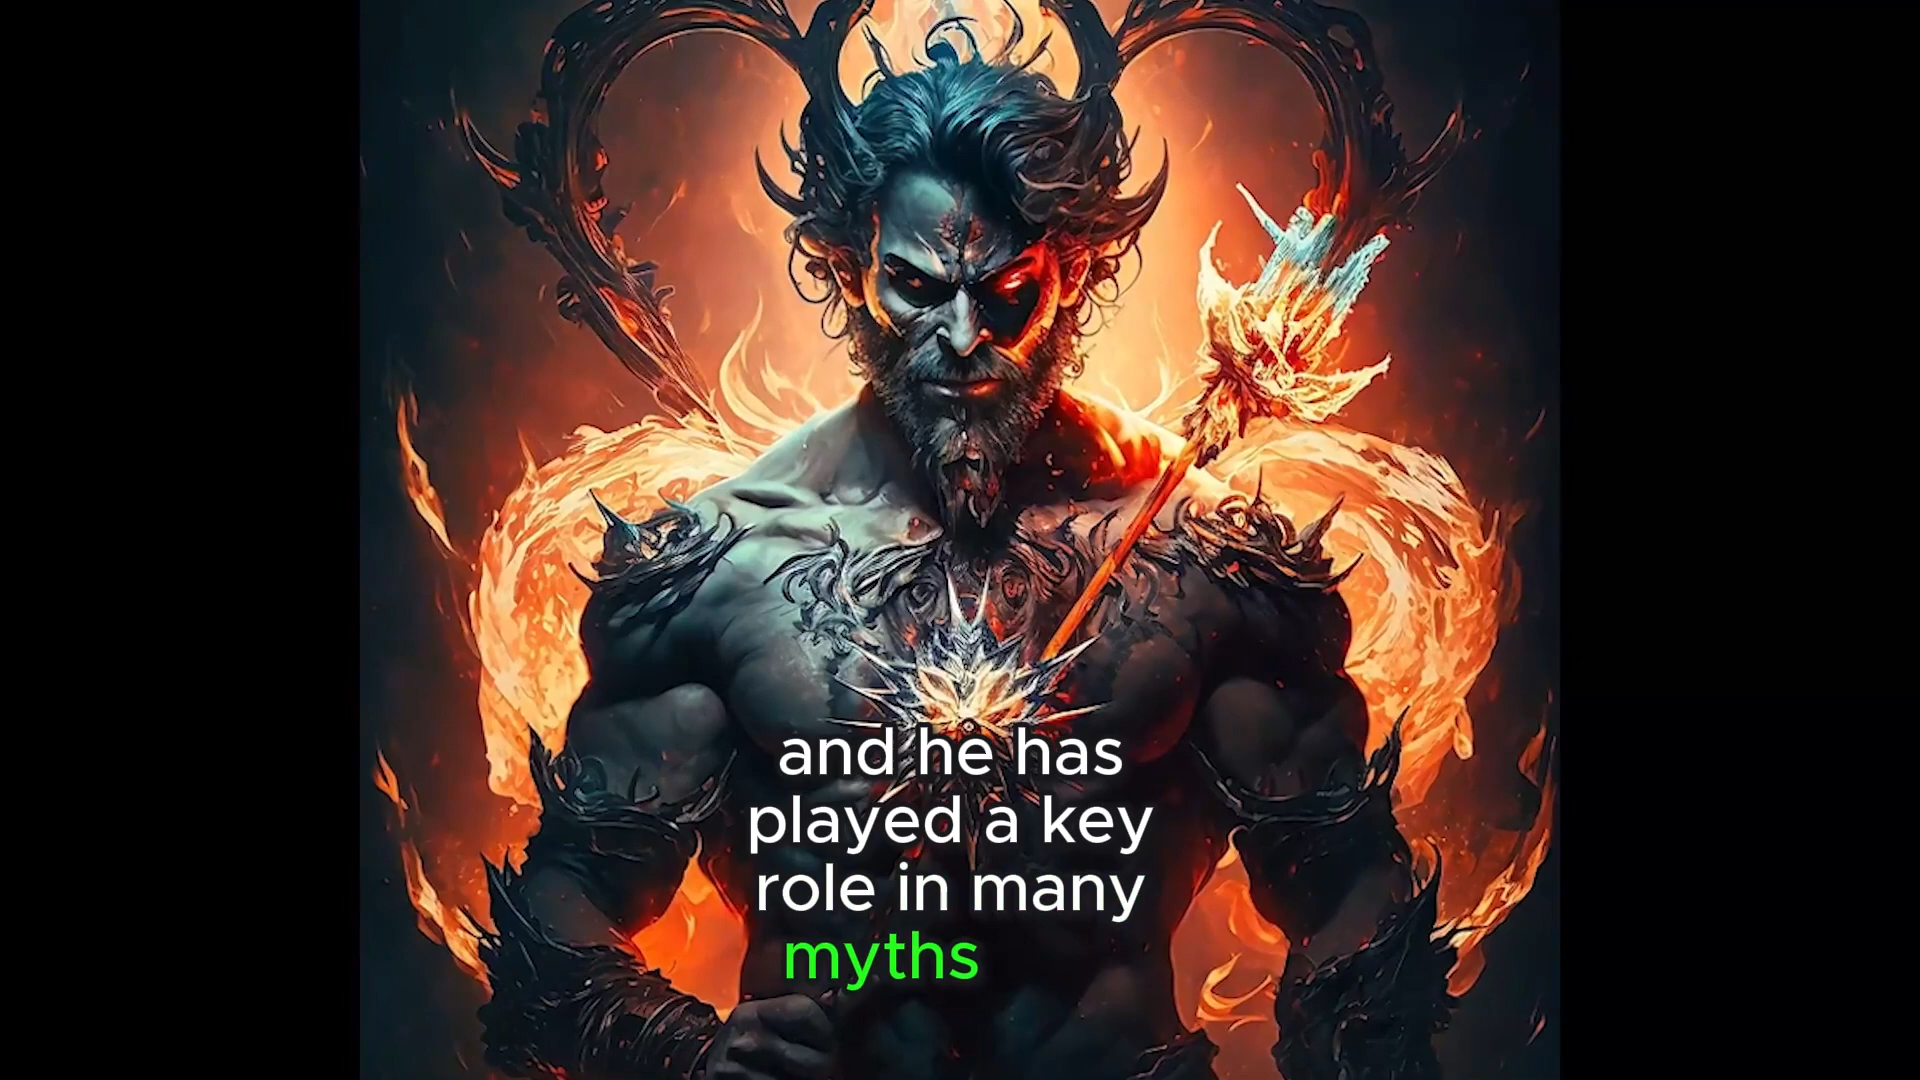 and he has
played a key
role in many
myths